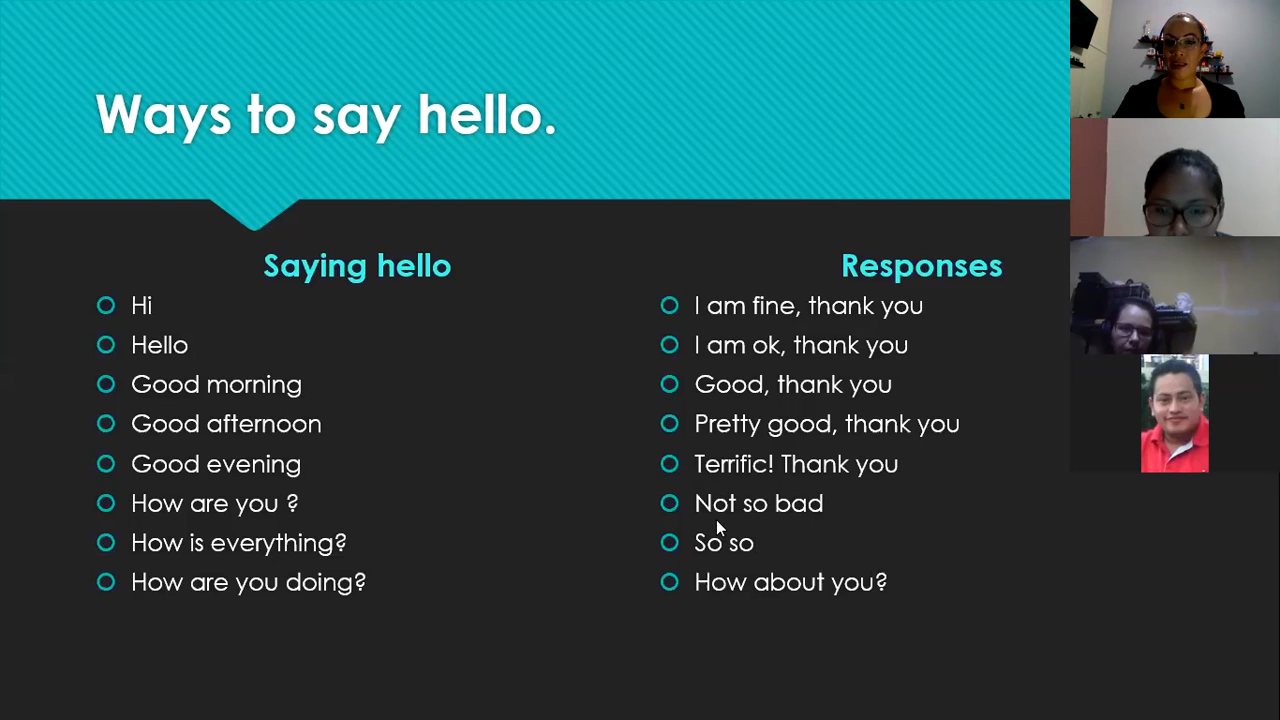 Ways to say hello.
Saying hello
Hi
Hello
Good morning
Good afternoon
Good evening
How are you ?
How is everything?
How are you doing?
Responses
I am fine, thank you
I am ok, thank you
Good, thank you
Pretty good, thank you
Terrific! Thank you
Not so bad
So so
How about you?